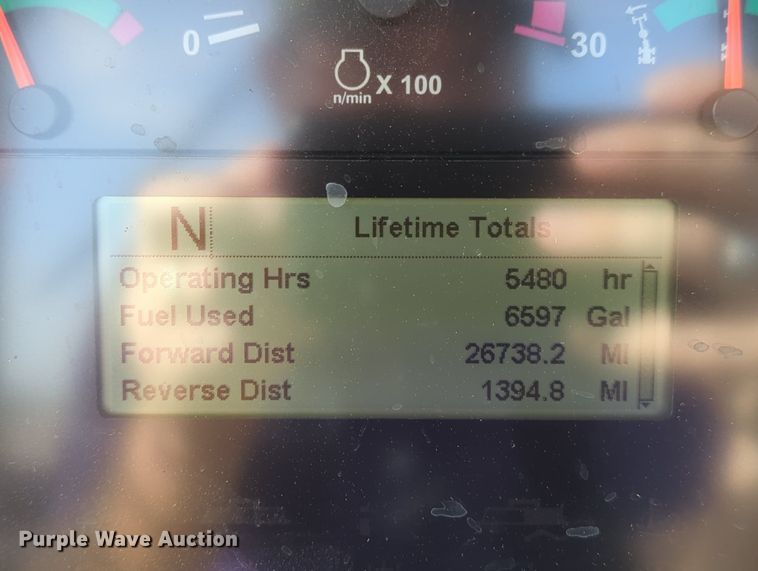 0
30
n/min X 100
N Lifetime Totals
Operating Hrs 5480 hr
Fuel Used 6597 Gal
Forward Dist 26738.2 MI
Reverse Dist 1394.8 MI
Purple Wave Auction